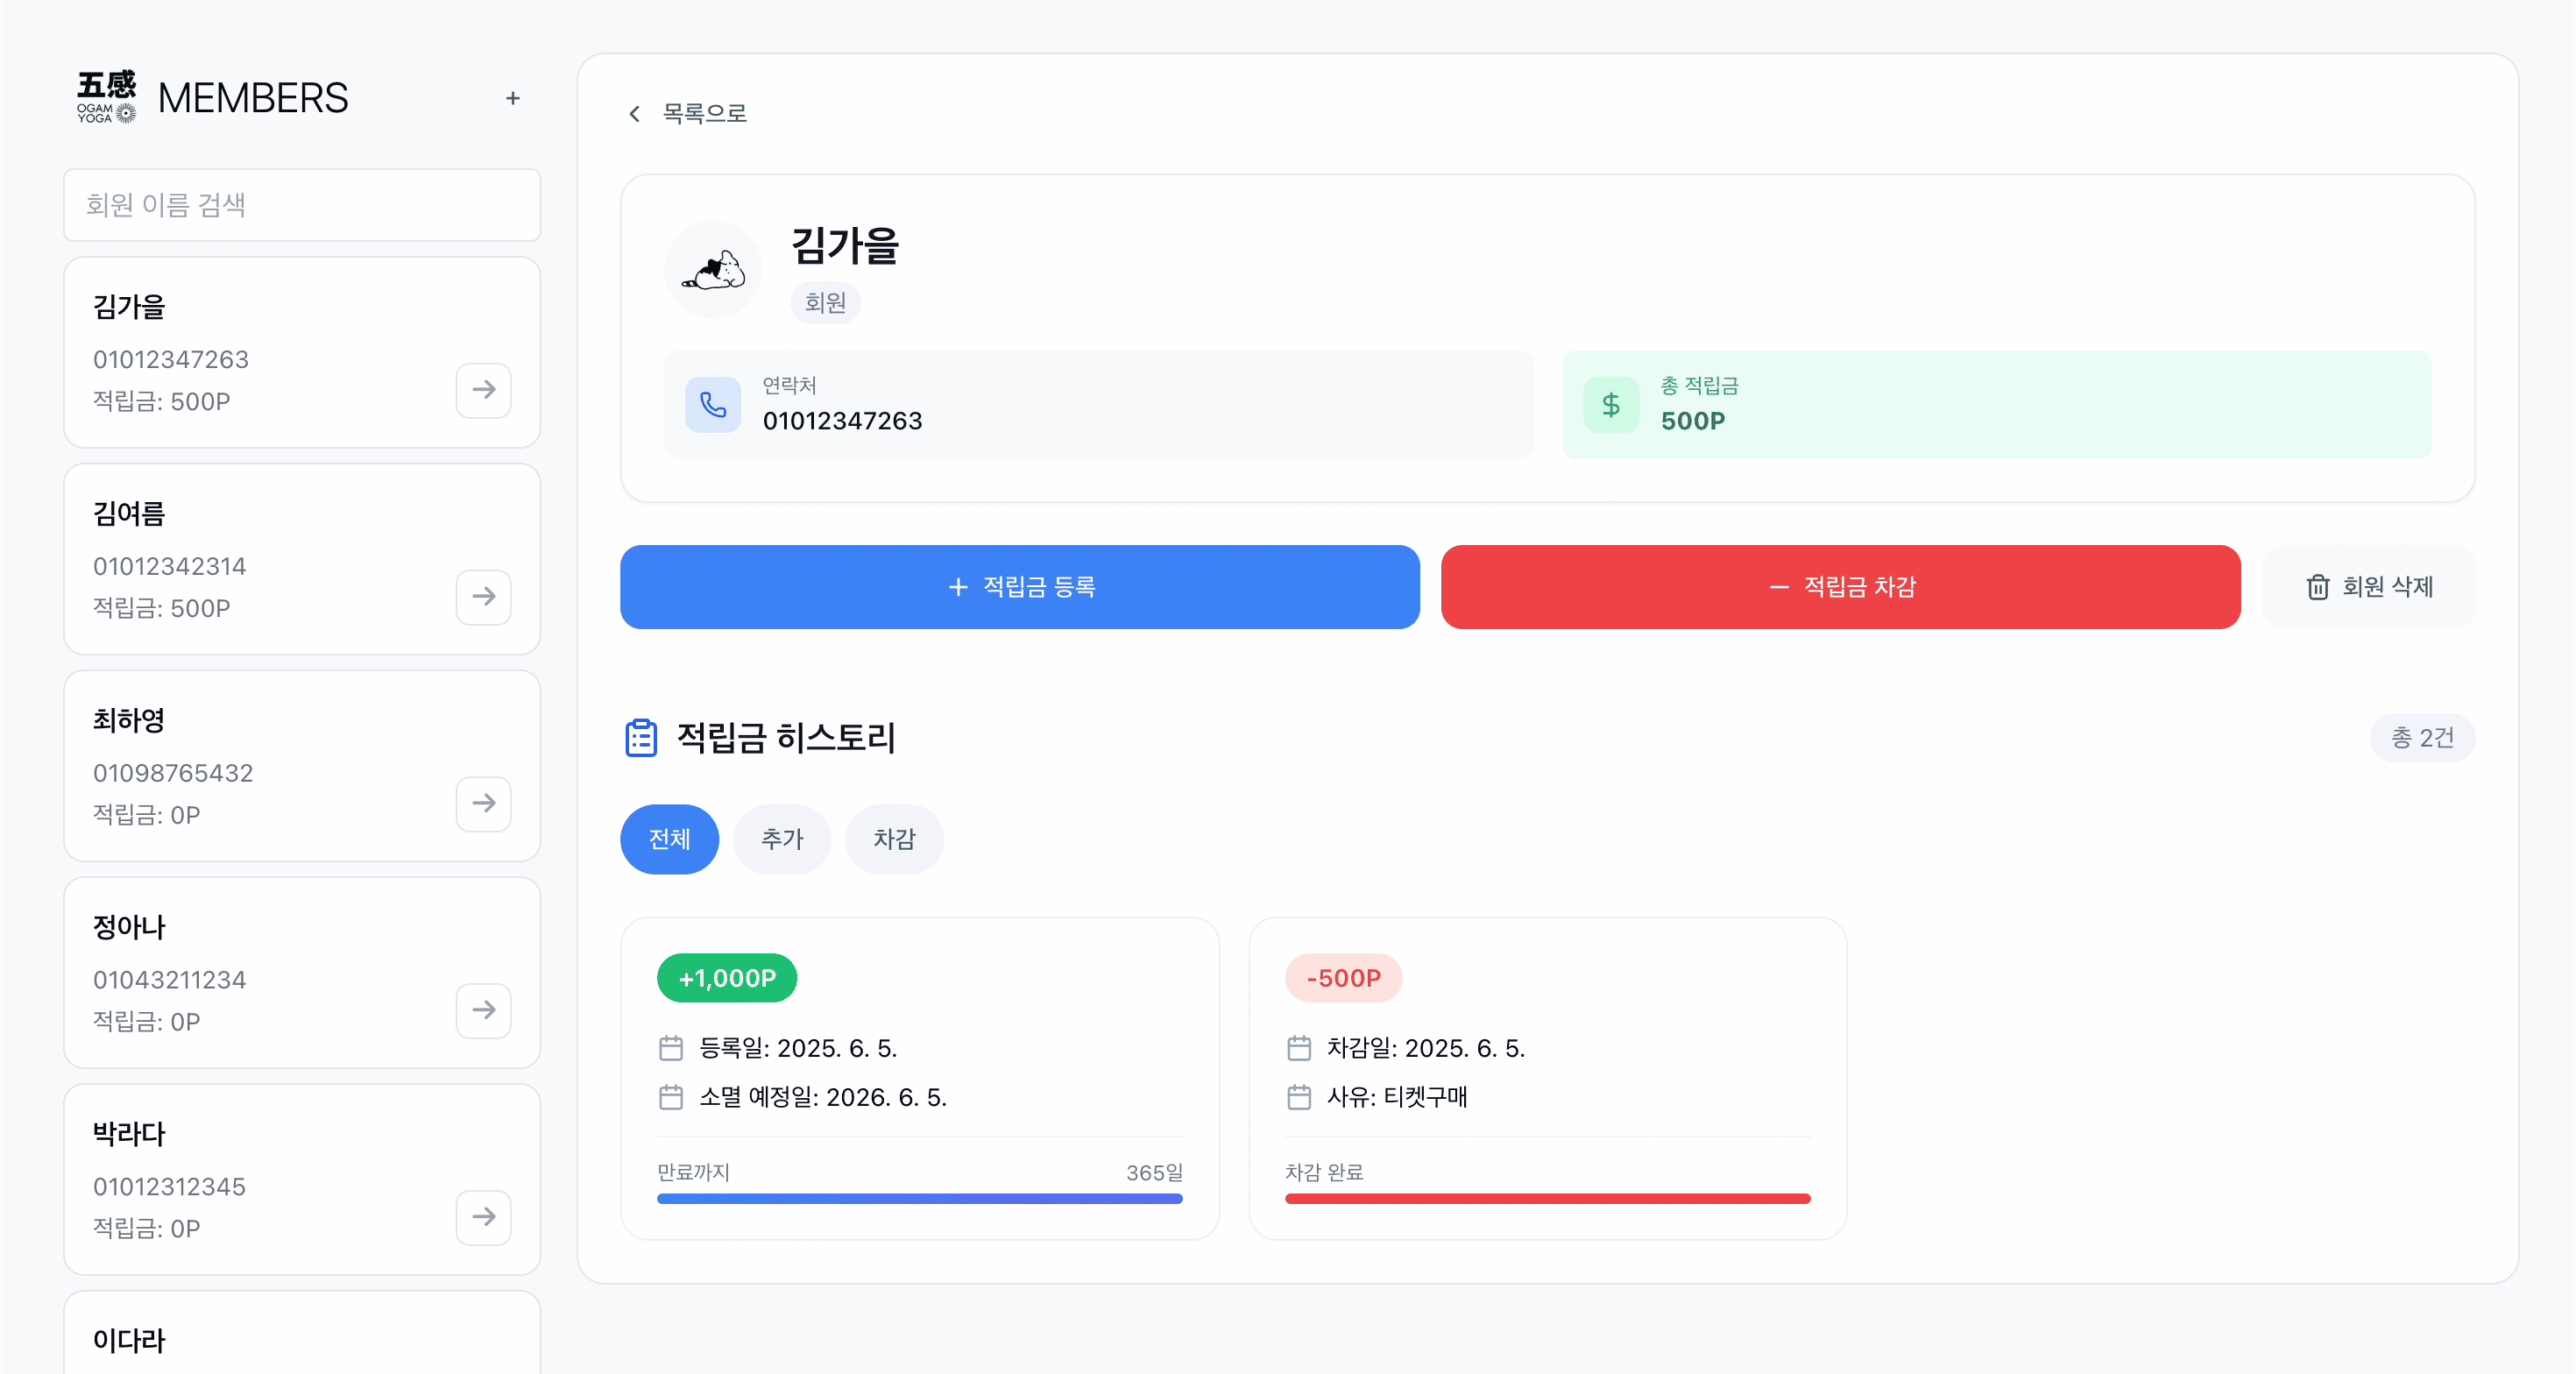 五感
OGAM
YOGA
MEMBERS
+
회원 이름 검색
김가을
01012347263
적립금: 500P
김여름
01012342314
적립금: 500P
최하영
01098765432
적립금: 0P
정아나
01043211234
적립금: 0P
박라다
01012312345
적립금: 0P
이다라
목록으로
김가을
회원
연락처
01012347263
$
총 적립금
500P
+ 적립금 등록
− 적립금 차감
회원 삭제
적립금 히스토리
총 2건
전체
추가
차감
+1,000P
등록일: 2025. 6. 5.
소멸 예정일: 2026. 6. 5.
만료까지
365일
-500P
차감일: 2025. 6. 5.
사유: 티켓구매
차감 완료